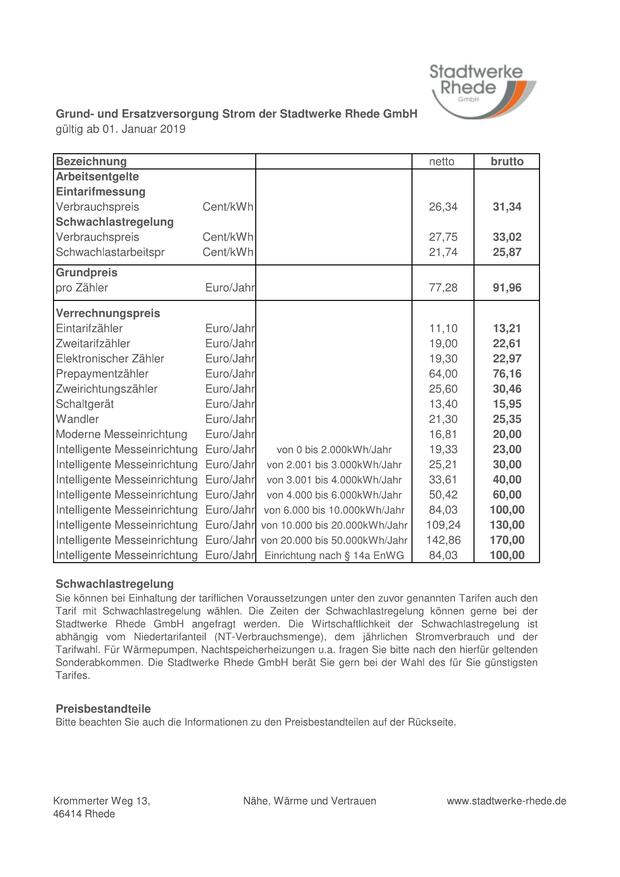 Stadtwerke
Rhede
GmbH
Grund- und Ersatzversorgung Strom der Stadtwerke Rhede GmbH
gültig ab 01. Januar 2019
Bezeichnung netto brutto
Arbeitsentgelte
Eintarifmessung
Verbrauchspreis Cent/kWh 26,34 31,34
Schwachlastregelung
Verbrauchspreis Cent/kWh 27,75 33,02
Schwachlastarbeitspr Cent/kWh 21,74 25,87
Grundpreis
pro Zähler Euro/Jahr 77,28 91,96
Verrechnungspreis
Eintarifzähler Euro/Jahr 11,10 13,21
Zweitarifzähler Euro/Jahr 19,00 22,61
Elektronischer Zähler Euro/Jahr 19,30 22,97
Prepaymentzähler Euro/Jahr 64,00 76,16
Zweirichtungszähler Euro/Jahr 25,60 30,46
Schaltgerät Euro/Jahr 13,40 15,95
Wandler Euro/Jahr 21,30 25,35
Moderne Messeinrichtung Euro/Jahr 16,81 20,00
Intelligente Messeinrichtung Euro/Jahr von 0 bis 2.000kWh/Jahr 19,33 23,00
Intelligente Messeinrichtung Euro/Jahr von 2.001 bis 3.000kWh/Jahr 25,21 30,00
Intelligente Messeinrichtung Euro/Jahr von 3.001 bis 4.000kWh/Jahr 33,61 40,00
Intelligente Messeinrichtung Euro/Jahr von 4.000 bis 6.000kWh/Jahr 50,42 60,00
Intelligente Messeinrichtung Euro/Jahr von 6.000 bis 10.000kWh/Jahr 84,03 100,00
Intelligente Messeinrichtung Euro/Jahr von 10.000 bis 20.000kWh/Jahr 109,24 130,00
Intelligente Messeinrichtung Euro/Jahr von 20.000 bis 50.000kWh/Jahr 142,86 170,00
Intelligente Messeinrichtung Euro/Jahr Einrichtung nach § 14a EnWG 84,03 100,00
Schwachlastregelung
Sie können bei Einhaltung der tariflichen Voraussetzungen unter den zuvor genannten Tarifen auch den
Tarif mit Schwachlastregelung wählen. Die Zeiten der Schwachlastregelung können gerne bei der
Stadtwerke Rhede GmbH angefragt werden. Die Wirtschaftlichkeit der Schwachlastregelung ist
abhängig vom Niedertarifanteil (NT-Verbrauchsmenge), dem jährlichen Stromverbrauch und der
Tarifwahl. Für Wärmepumpen, Nachtspeicherheizungen u.a. fragen Sie bitte nach den hierfür geltenden
Sonderabkommen. Die Stadtwerke Rhede GmbH berät Sie gern bei der Wahl des für Sie günstigsten
Tarifes.
Preisbestandteile
Bitte beachten Sie auch die Informationen zu den Preisbestandteilen auf der Rückseite.
Krommerter Weg 13, Nähe, Wärme und Vertrauen www.stadtwerke-rhede.de
46414 Rhede